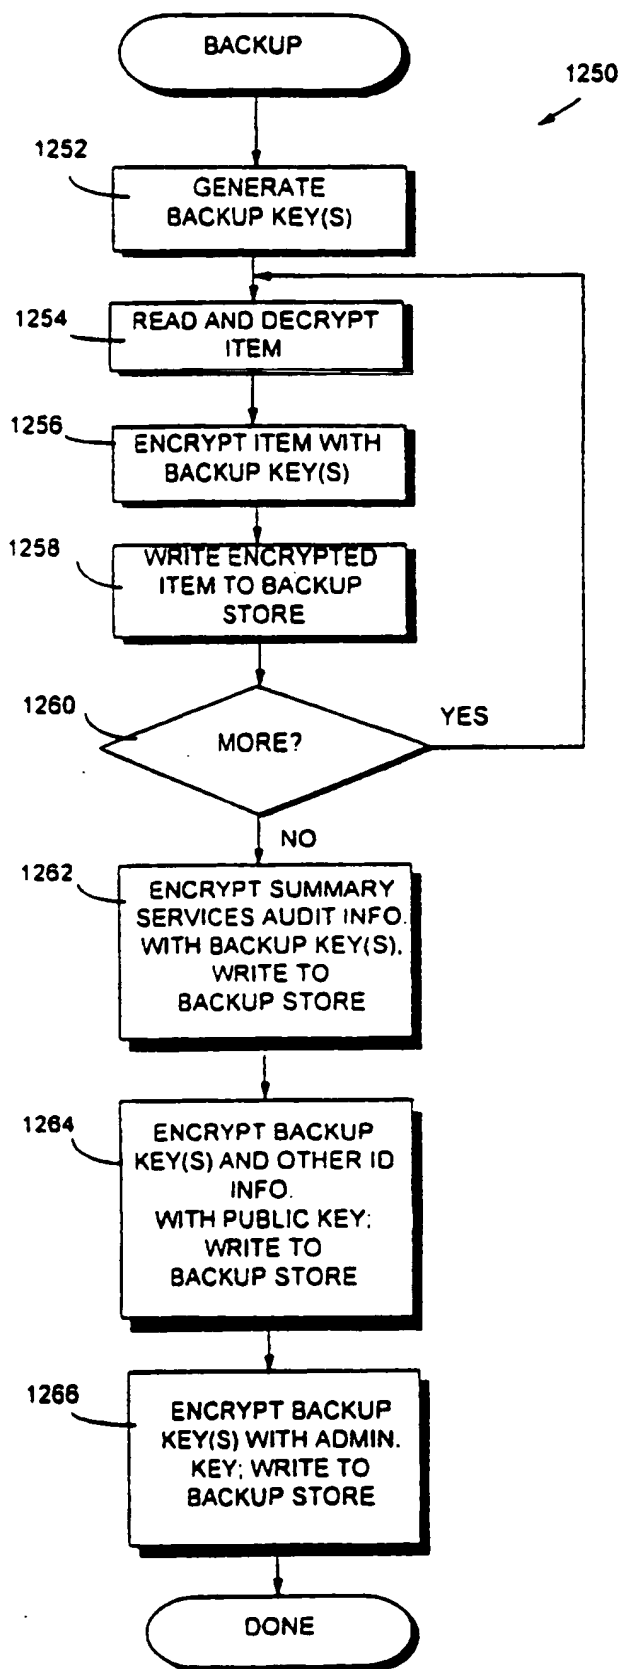 BACKUP
1250
1252
GENERATE
BACKUP KEY(S)
1254
READ AND DECRYPT
ITEM
1256
ENCRYPT ITEM WITH
BACKUP KEY(S)
1258
WRITE ENCRYPTED
ITEM TO BACKUP
STORE
1260
MORE?
YES
NO
1262
ENCRYPT SUMMARY
SERVICES AUDIT INFO.
WITH BACKUP KEY(S),
WRITE TO
BACKUP STORE
1264
ENCRYPT BACKUP
KEY(S) AND OTHER ID
INFO.
WITH PUBLIC KEY;
WRITE TO
BACKUP STORE
1266
ENCRYPT BACKUP
KEY(S) WITH ADMIN.
KEY; WRITE TO
BACKUP STORE
DONE